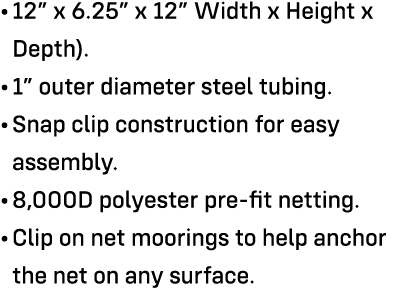 • 12” x 6.25” x 12” Width x Height x
Depth).
• 1” outer diameter steel tubing.
• Snap clip construction for easy
assembly.
• 8,000D polyester pre-fit netting.
• Clip on net moorings to help anchor
the net on any surface.